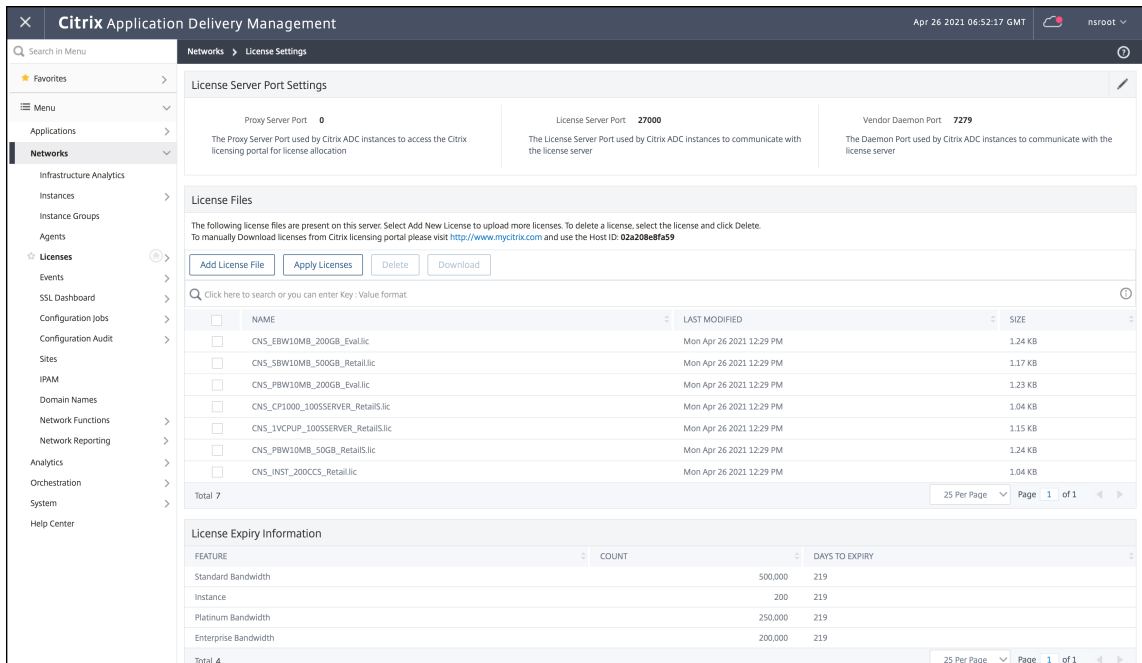 Citrix Application Delivery Management
Apr 26 2021 06:52:17 GMT
nsroot
Search in Menu
Networks > License Settings
Favorites
Menu
Applications
Networks
Infrastructure Analytics
Instances
Instance Groups
Agents
Licenses
Events
SSL Dashboard
Configuration Jobs
Configuration Audit
Sites
IPAM
Domain Names
Network Functions
Network Reporting
Analytics
Orchestration
System
Help Center
License Server Port Settings
Proxy Server Port 0
The Proxy Server Port used by Citrix ADC instances to access the Citrix
licensing portal for license allocation
License Server Port 27000
The License Server Port used by Citrix ADC instances to communicate with
the license server
Vendor Daemon Port 7279
The Daemon Port used by Citrix ADC instances to communicate with the
license server
License Files
The following license files are present on this server. Select Add New License to upload more licenses. To delete a license, select the license and click Delete.
To manually Download licenses from Citrix licensing portal please visit http://www.mycitrix.com and use the Host ID: 02a208e8fa59
Add License File Apply Licenses Delete Download
Click here to search or you can enter Key : Value format
NAME LAST MODIFIED SIZE
CNS_EBW10MB_200GB_Eval.lic Mon Apr 26 2021 12:29 PM 1.24 KB
CNS_SBW10MB_500GB_Retail.lic Mon Apr 26 2021 12:29 PM 1.17 KB
CNS_PBW10MB_200GB_Eval.lic Mon Apr 26 2021 12:29 PM 1.23 KB
CNS_CP1000_100SSERVER_RetailS.lic Mon Apr 26 2021 12:29 PM 1.04 KB
CNS_1VCPUP_100SSERVER_RetailS.lic Mon Apr 26 2021 12:29 PM 1.15 KB
CNS_PBW10MB_50GB_RetailS.lic Mon Apr 26 2021 12:29 PM 1.24 KB
CNS_INST_200CCS_Retail.lic Mon Apr 26 2021 12:29 PM 1.04 KB
Total 7 25 Per Page Page 1 of 1
License Expiry Information
FEATURE COUNT DAYS TO EXPIRY
Standard Bandwidth 500,000 219
Instance 200 219
Platinum Bandwidth 250,000 219
Enterprise Bandwidth 200,000 219
Total 4 25 Per Page Page 1 of 1